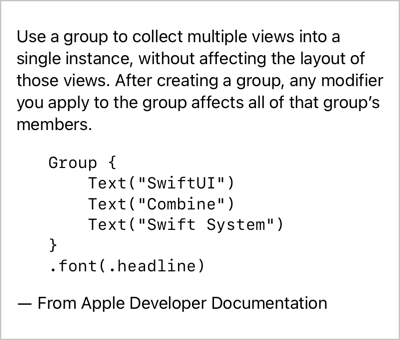 Use a group to collect multiple views into a
single instance, without affecting the layout of
those views. After creating a group, any modifier
you apply to the group affects all of that group’s
members.
Group {
    Text("SwiftUI")
    Text("Combine")
    Text("Swift System")
}
.font(.headline)
— From Apple Developer Documentation